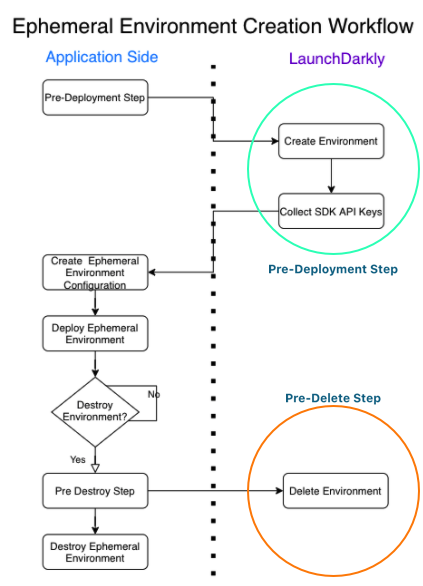 Ephemeral Environment Creation Workflow
Application Side
LaunchDarkly
Pre-Deployment Step
Create Environment
Collect SDK API Keys
Pre-Deployment Step
Create Ephemeral
Environment
Configuration
Deploy Ephemeral
Environment
Destroy
Environment?
No
Yes
Pre-Delete Step
Pre Destroy Step
Delete Environment
Destroy Ephemeral
Environment